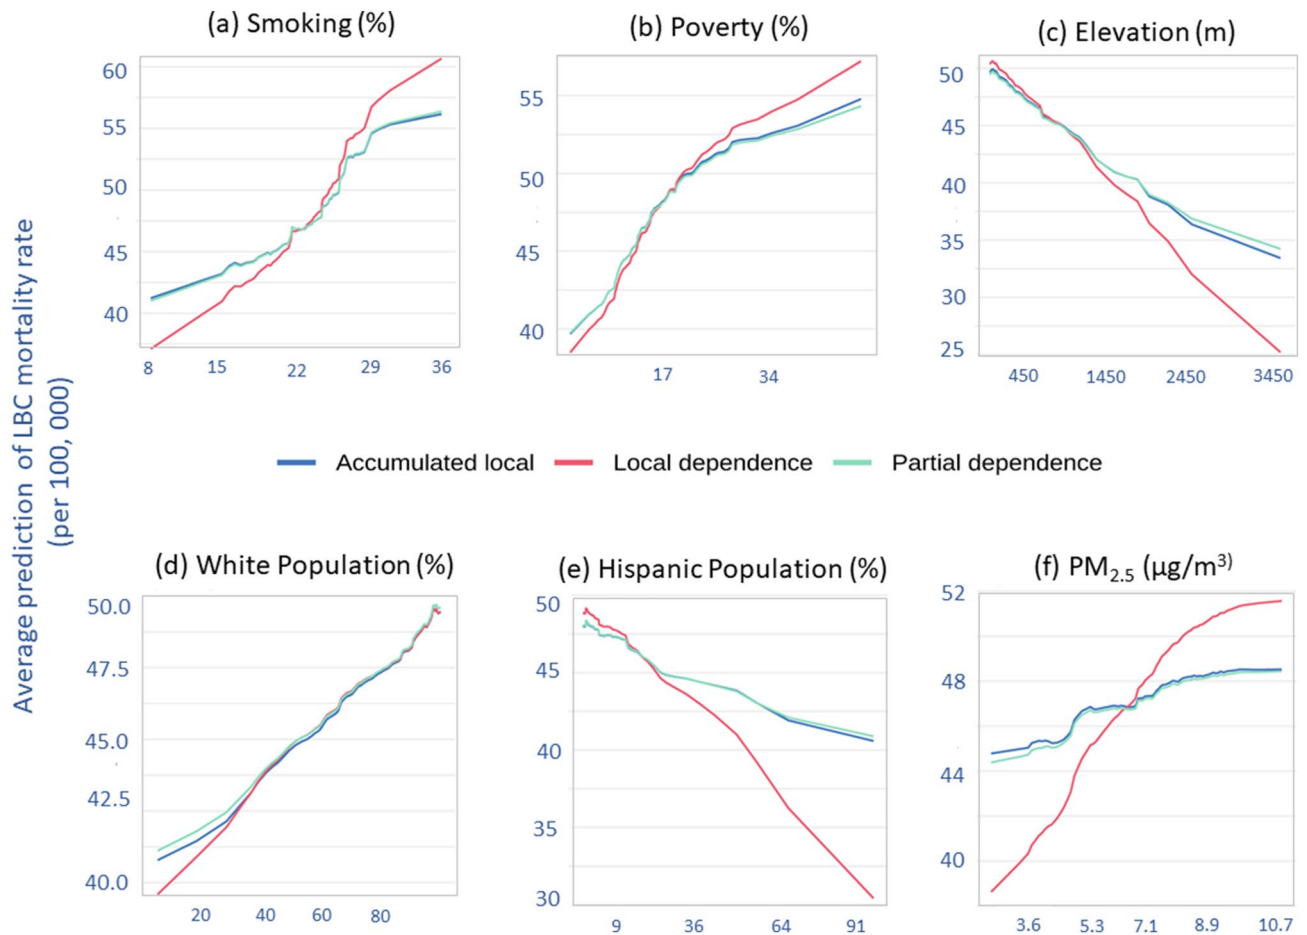 (a) Smoking (%)
(b) Poverty (%)
(c) Elevation (m)
60
55
50
45
40
8 15 22 29 36
55
50
45
40
17 34
50
45
40
35
30
25
450 1450 2450 3450
Average prediction of LBC mortality rate
(per 100, 000)
Accumulated local Local dependence Partial dependence
(d) White Population (%)
(e) Hispanic Population (%)
(f) PM2.5 (µg/m3)
50.0
47.5
45.0
42.5
40.0
20 40 60 80
50
45
40
35
30
9 36 64 91
52
48
44
40
3.6 5.3 7.1 8.9 10.7